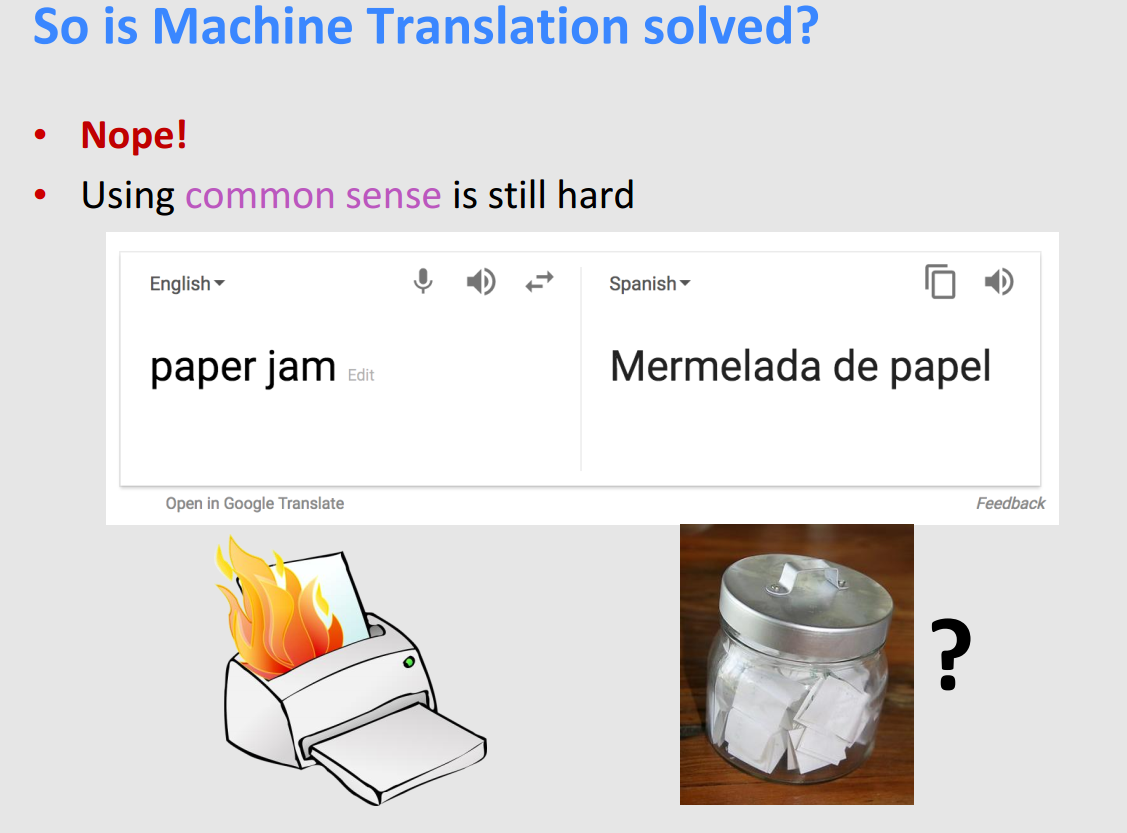 So is Machine Translation solved?
• Nope!
• Using common sense is still hard
English
Spanish
paper jam Edit
Mermelada de papel
Open in Google Translate
Feedback
?